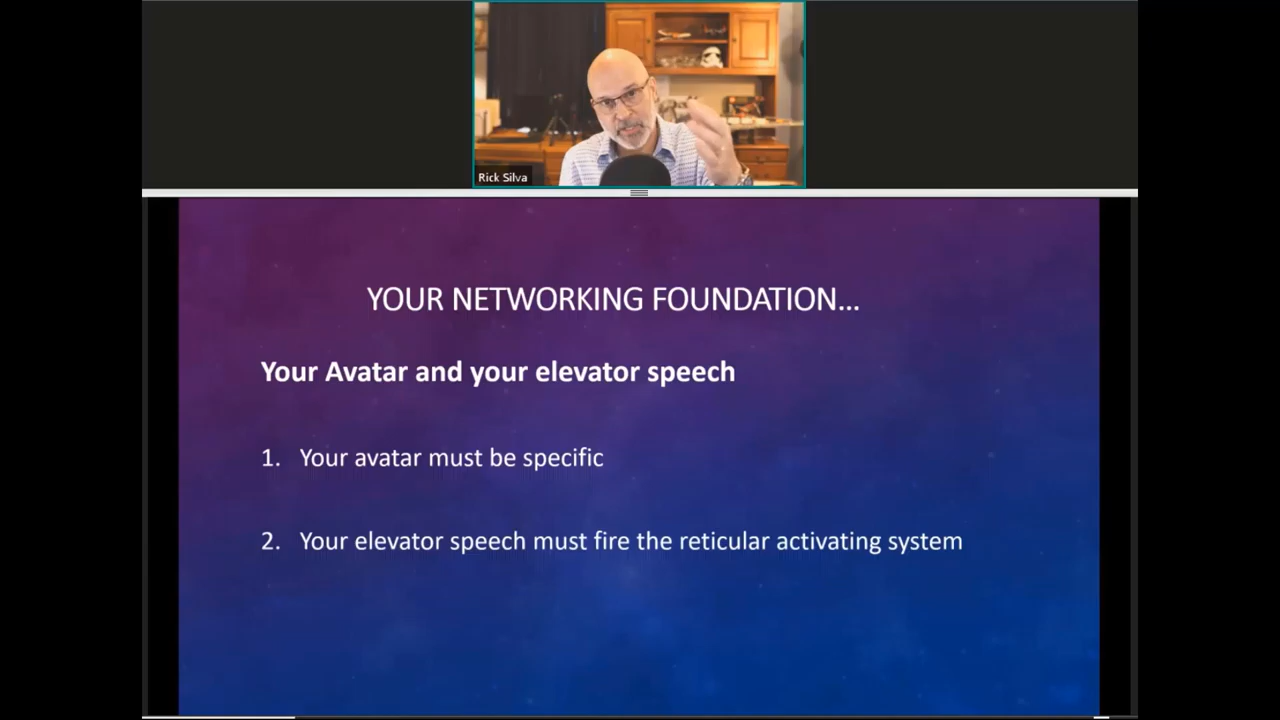 Rick Silva
YOUR NETWORKING FOUNDATION…
Your Avatar and your elevator speech
1. Your avatar must be specific
2. Your elevator speech must fire the reticular activating system